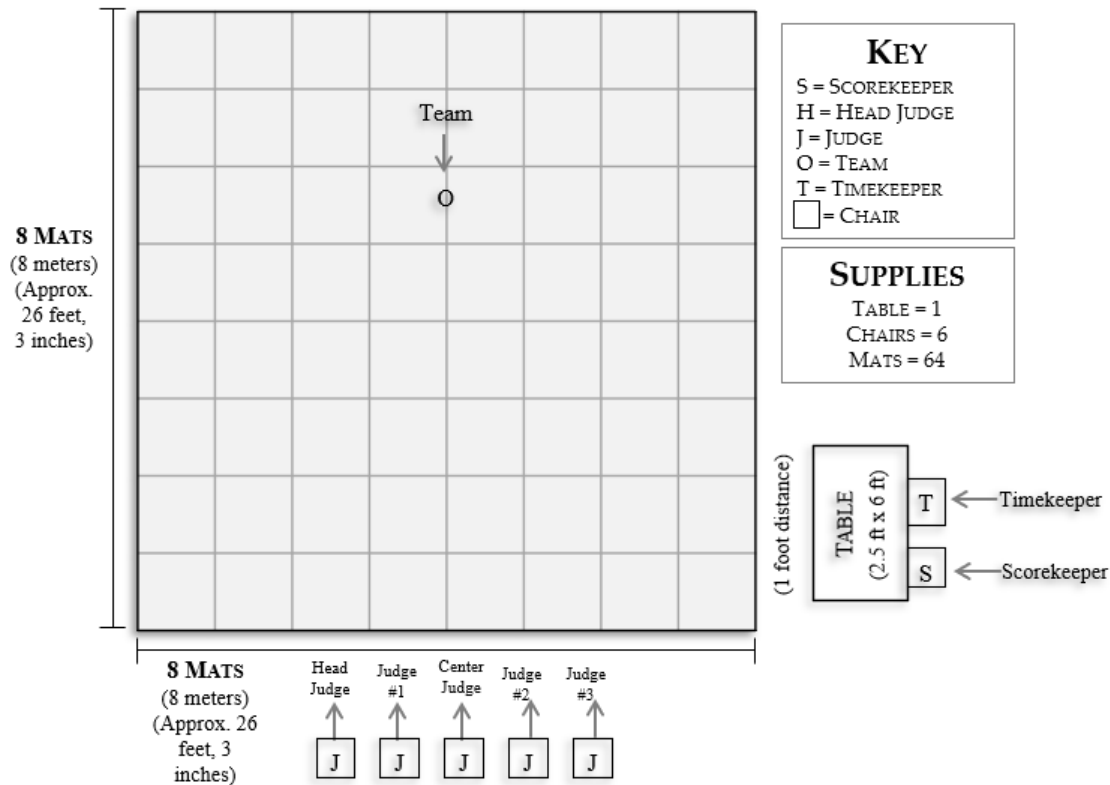 Team
O
8 MATS
(8 meters)
(Approx.
26 feet,
3 inches)
KEY
S = SCOREKEEPER
H = HEAD JUDGE
J = JUDGE
O = TEAM
T = TIMEKEEPER
= CHAIR
SUPPLIES
TABLE = 1
CHAIRS = 6
MATS = 64
(1 foot distance)
TABLE
(2.5 ft x 6 ft)
T
Timekeeper
S
Scorekeeper
8 MATS
(8 meters)
(Approx. 26
feet, 3
inches)
Head
Judge
Judge
#1
Center
Judge
Judge
#2
Judge
#3
J
J
J
J
J